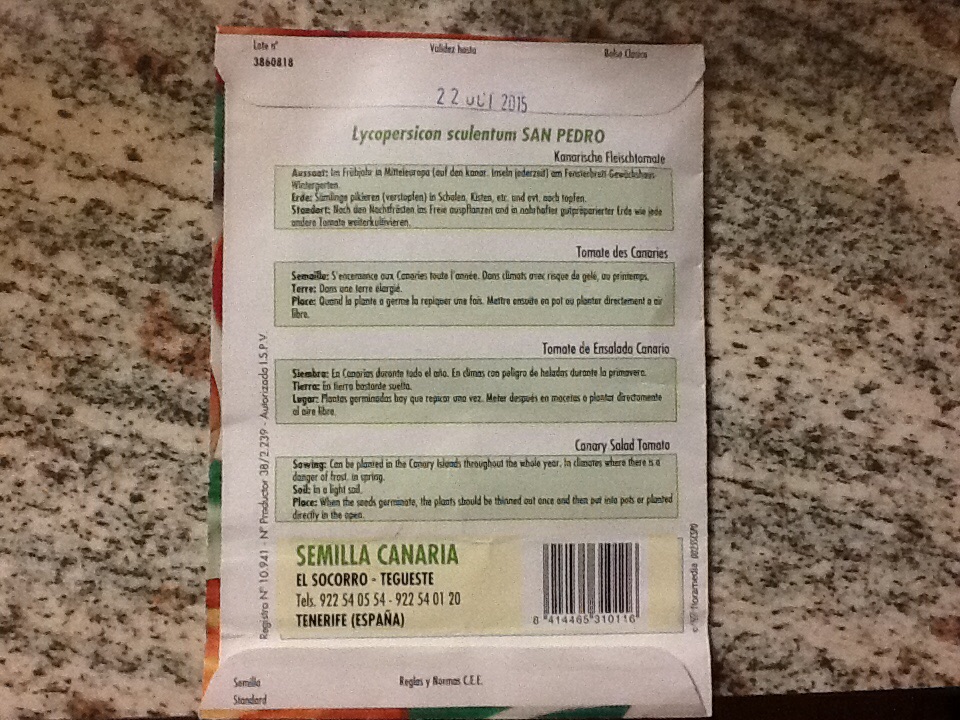 Lote nº
Validez hasta
Bolsa Clasica
3860818
22 2015
Lycopersicon sculentum SAN PEDRO
Kanarische Fleischtomate
Aussaat: Im Frühjahr in Mitteleuropa (auf den kanar. Inseln jederzeit) am Fensterbrett Gewächshaus
Wintergarten.
Erde: Sämlinge pikieren (verstopfen) in Schalen, Kisten, etc. und evt. noch topfen.
Standort: Nach den Nachtfrösten ins Freie auspflanzen und in nahrhafter gutpräparierter Erde wie jede
andere Tomate weiterkultivieren.
Tomate des Canaries
Semaille: S'encemence aux Canaries toute l'année. Dans climats avec risque de gelé, au printemps.
Terre: Dans une terre élargié.
Place: Quand la plante a germe la repiquer une fois. Mettre ensuite en pot ou planter directement a air
libre.
Tomate de Ensalada Canaria
Siembra: En Canarias durante todo el año. En climas con peligro de heladas durante la primavera.
Tierra: En tierra bastante suelta.
Lugar: Plantas germinadas hay que repicar una vez. Meter después en macetas o plantar directamente
al aire libre.
Canary Salad Tomato
Sowing: Can be planted in the Canary Islands throughout the whole year. In climates where there is a
danger of frost, in spring.
Soil: In a light soil.
Place: When the seeds germinate, the plants should be thinned out once and then put into pots or planted
directly in the open.
SEMILLA CANARIA
EL SOCORRO - TEGUESTE
Tels. 922 54 05 54 - 922 54 01 20
TENERIFE (ESPAÑA)
8 414465 310116
Registro Nº 10.941 - Nº Productor 38/2.239 - Autorizado I.S.P.V.
floramedia
Semilla
Standard
Reglas y Normas C.E.E.